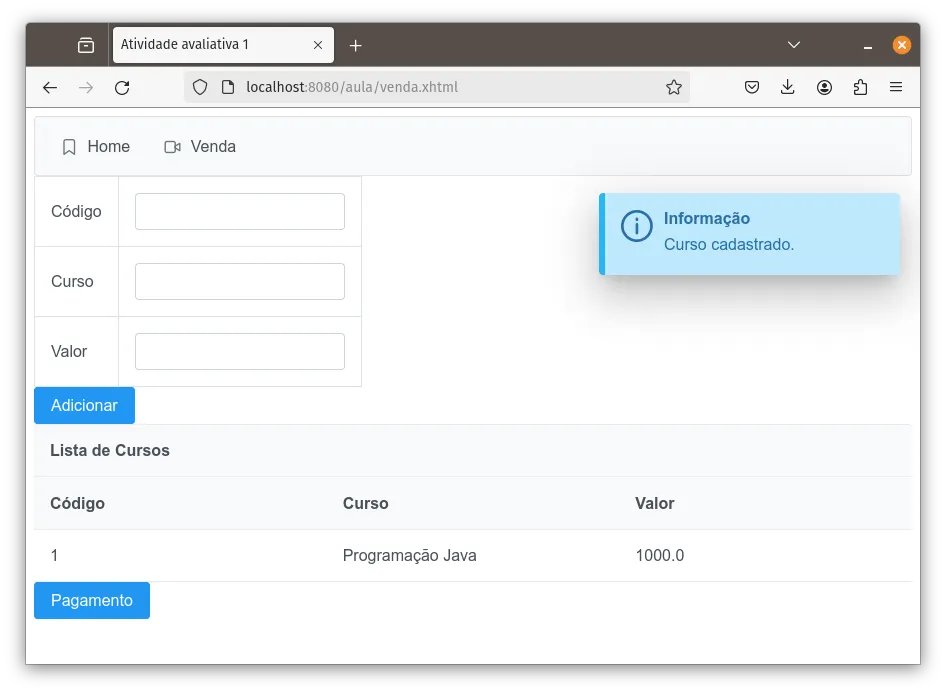 Atividade avaliativa 1
localhost:8080/aula/venda.xhtml
Home Venda
Código
Informação
Curso cadastrado.
Curso
Valor
Adicionar
Lista de Cursos
Código Curso Valor
1 Programação Java 1000.0
Pagamento